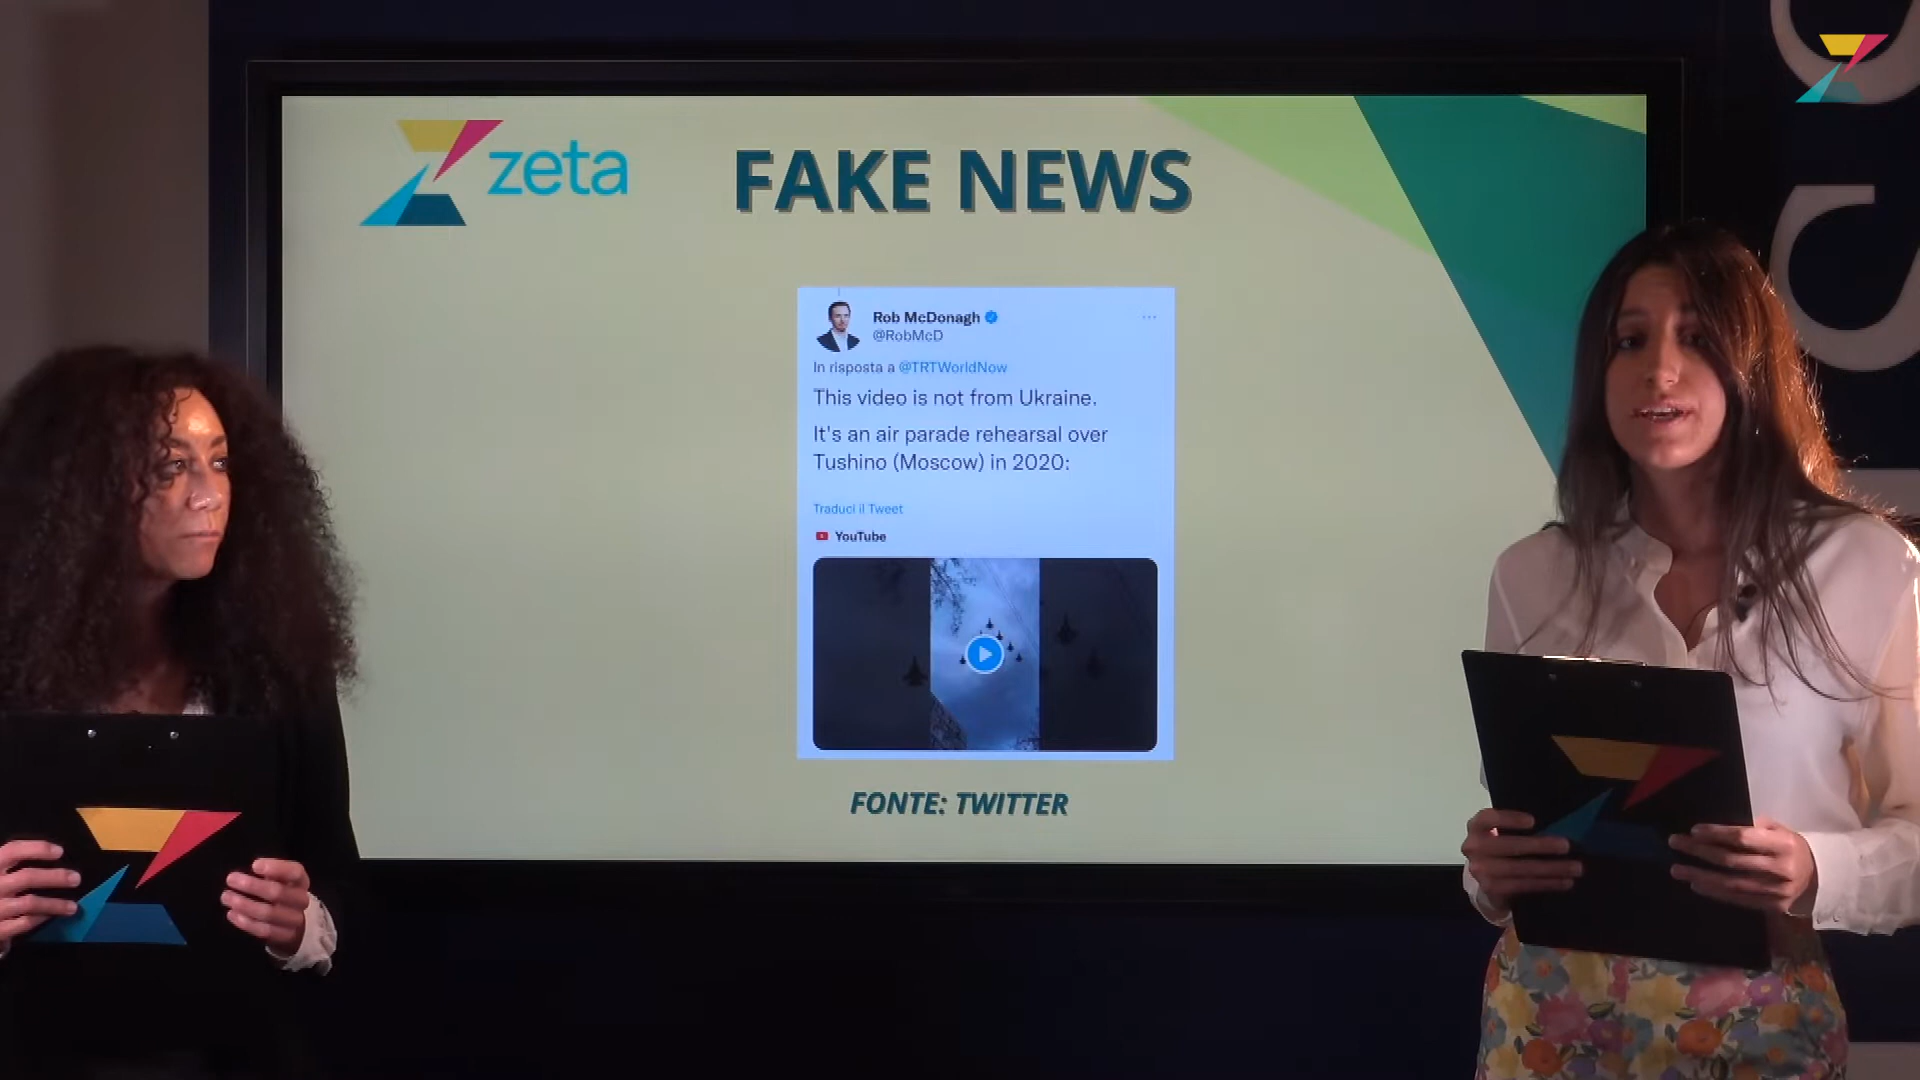 zeta
FAKE NEWS
Rob McDonagh
@RobMcD
In risposta a @TRTWorldNow
This video is not from Ukraine.
It's an air parade rehearsal over
Tushino (Moscow) in 2020:
Traduci il Tweet
YouTube
FONTE: TWITTER